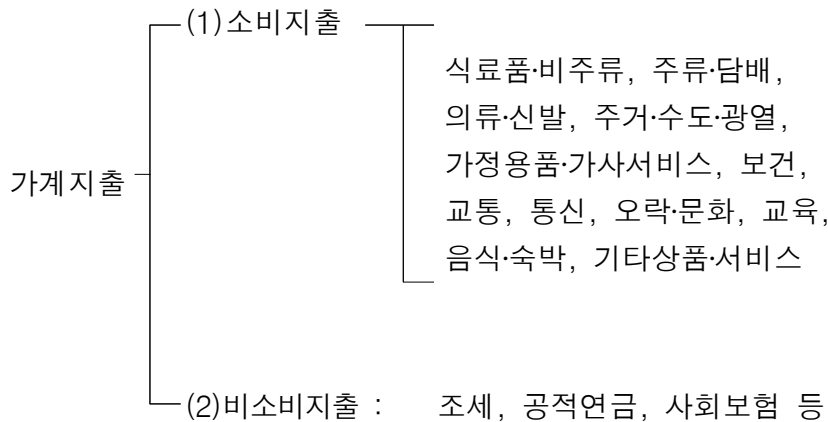 (1)소비지출
식료품·비주류, 주류·담배,
의류·신발, 주거·수도·광열,
가정용품·가사서비스, 보건,
가계지출
교통, 통신, 오락·문화, 교육,
음식·숙박, 기타상품·서비스
(2)비소비지출 : 조세, 공적연금, 사회보험 등